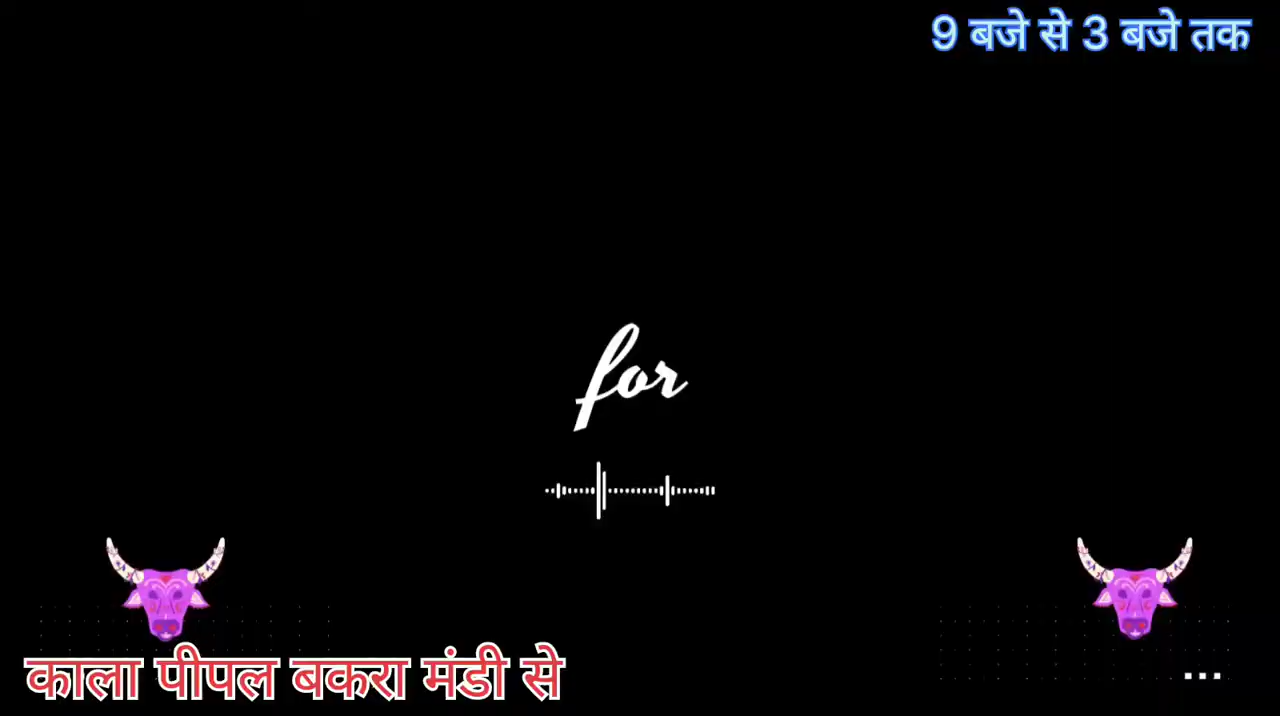 9 बजे से 3 बजे तक
for
काला पीपल बकरा मंडी से
...